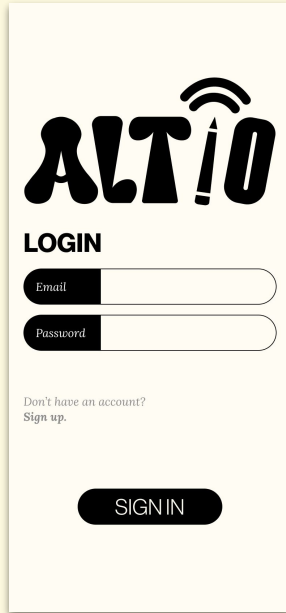 ALTIO
LOGIN
Email
Password
Don't have an account?
Sign up.
SIGN IN